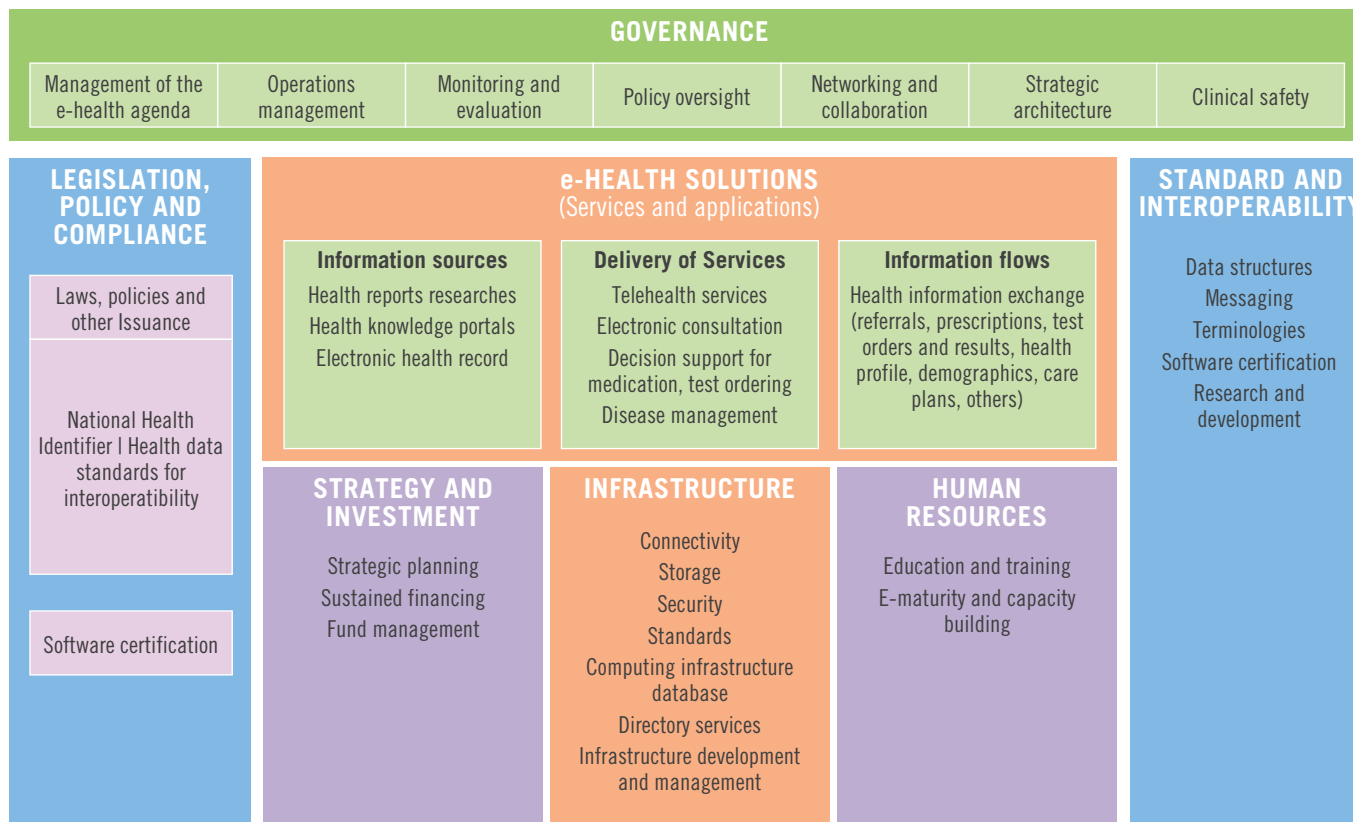 GOVERNANCE
Management of the
e-health agenda
Operations
management
Monitoring and
evaluation
Policy oversight
Networking and
collaboration
Strategic
architecture
Clinical safety
LEGISLATION,
POLICY AND
COMPLIANCE
Laws, policies and
other Issuance
National Health
Identifier | Health data
standards for
interoperatibility
Software certification
e-HEALTH SOLUTIONS
(Services and applications)
Information sources
Health reports researches
Health knowledge portals
Electronic health record
Delivery of Services
Telehealth services
Electronic consultation
Decision support for
medication, test ordering
Disease management
Information flows
Health information exchange
(referrals, prescriptions, test
orders and results, health
profile, demographics, care
plans, others)
STRATEGY AND
INVESTMENT
Strategic planning
Sustained financing
Fund management
INFRASTRUCTURE
Connectivity
Storage
Security
Standards
Computing infrastructure
database
Directory services
Infrastructure development
and management
HUMAN
RESOURCES
Education and training
E-maturity and capacity
building
STANDARD AND
INTEROPERABILITY
Data structures
Messaging
Terminologies
Software certification
Research and
development